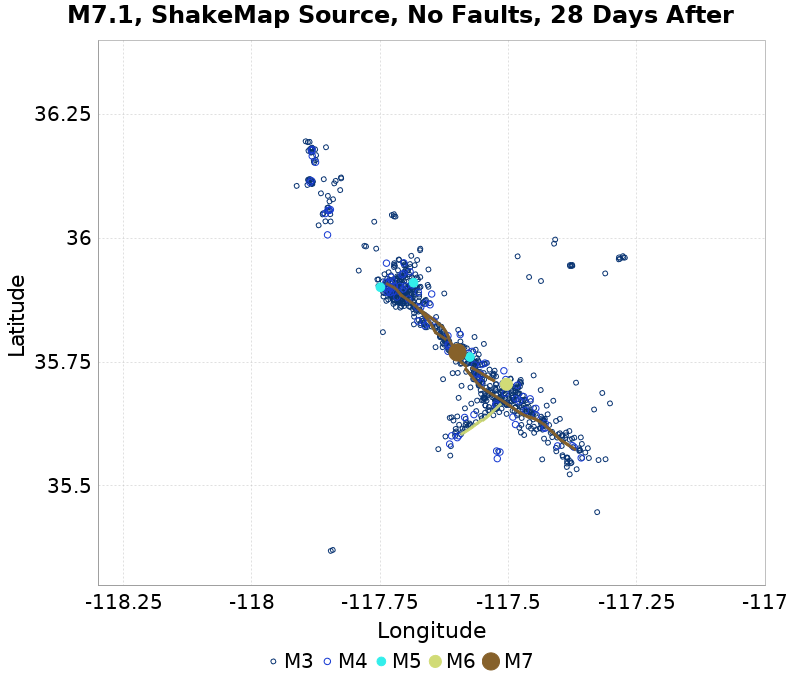 M7.1, ShakeMap Source, No Faults, 28 Days After
Latitude
36.25
36
35.75
35.5
-118.25 -118 -117.75 -117.5 -117.25 -117
Longitude
M3 M4 M5 M6 M7